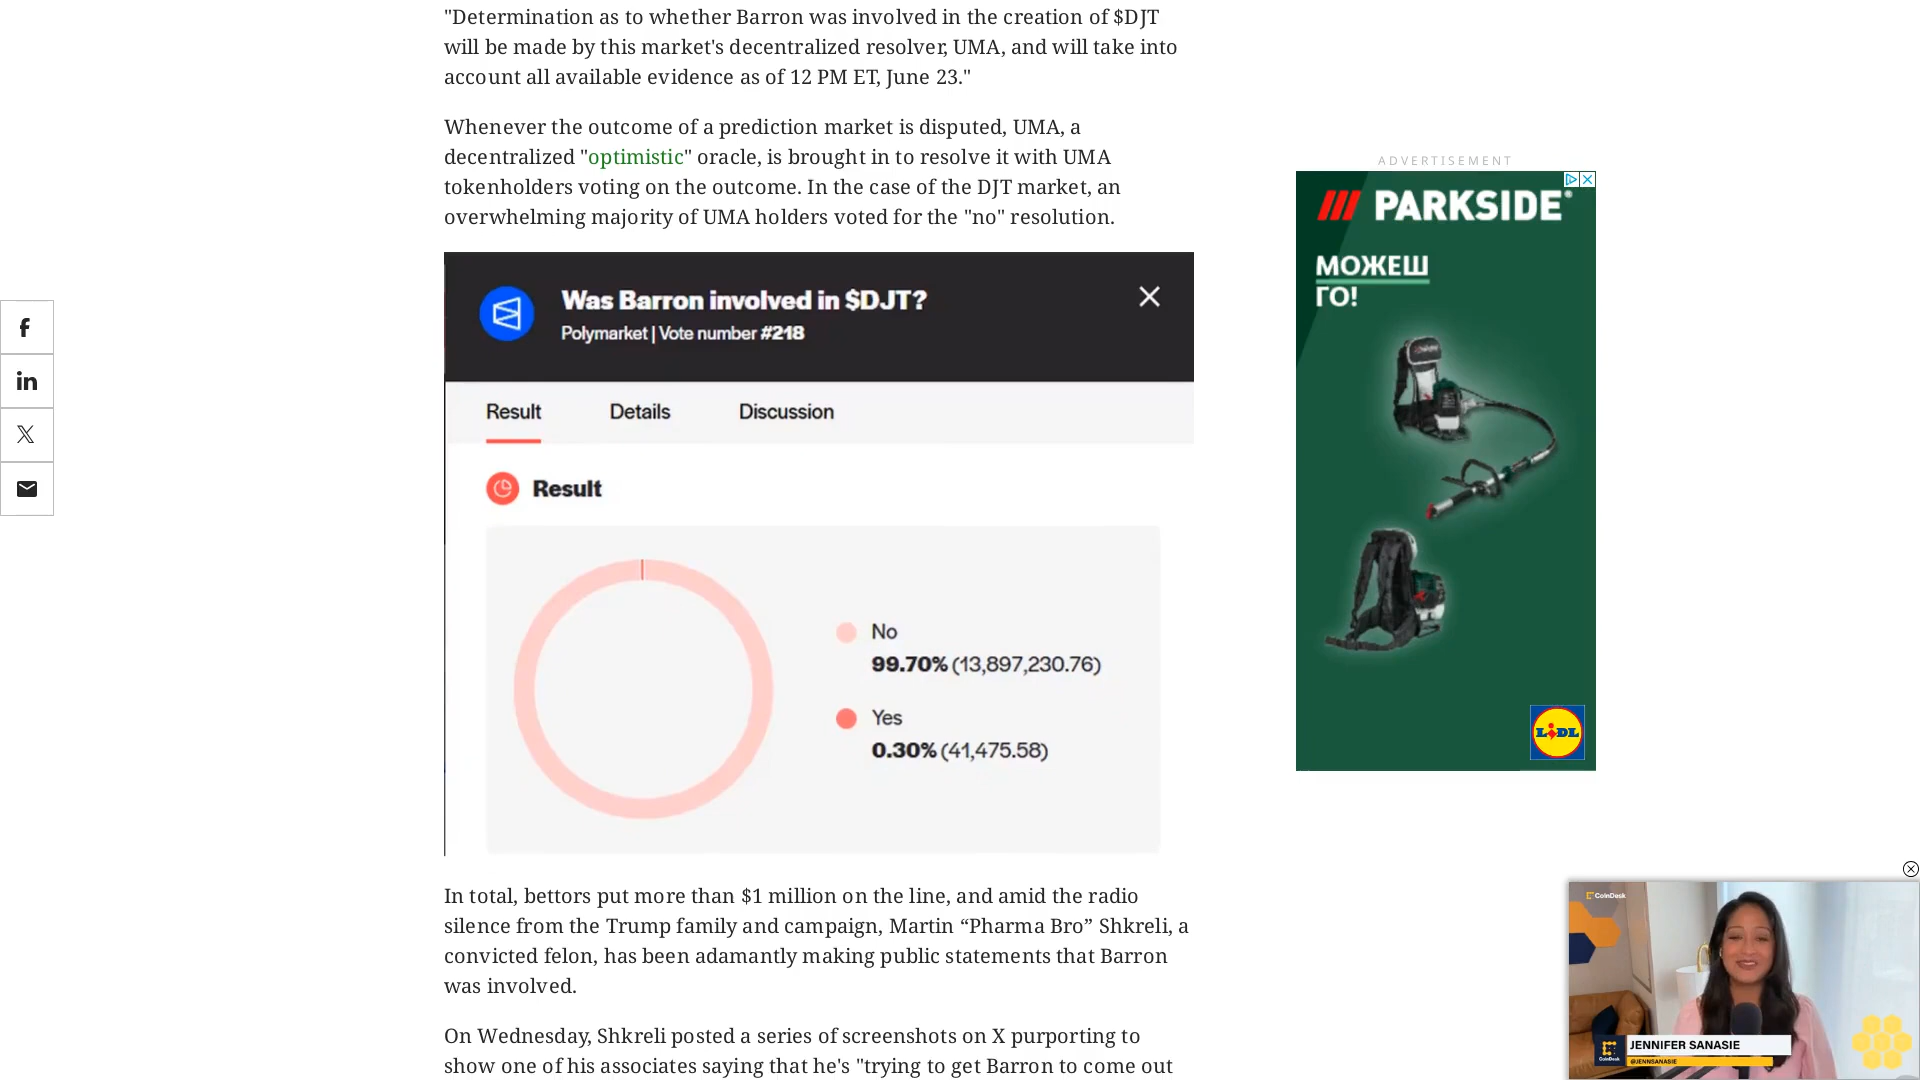 "Determination as to whether Barron was involved in the creation of $DJT
will be made by this market's decentralized resolver, UMA, and will take into
account all available evidence as of 12 PM ET, June 23."
Whenever the outcome of a prediction market is disputed, UMA, a
decentralized "optimistic" oracle, is brought in to resolve it with UMA
tokenholders voting on the outcome. In the case of the DJT market, an
overwhelming majority of UMA holders voted for the "no" resolution.
Was Barron involved in $DJT?
Polymarket | Vote number #218
Result
Details
Discussion
Result
No
99.70% (13,897,230.76)
Yes
0.30% (41,475.58)
In total, bettors put more than $1 million on the line, and amid the radio
silence from the Trump family and campaign, Martin “Pharma Bro” Shkreli, a
convicted felon, has been adamantly making public statements that Barron
was involved.
On Wednesday, Shkreli posted a series of screenshots on X purporting to
show one of his associates saying that he's "trying to get Barron to come out
ADVERTISEMENT
PARKSIDE®
МОЖЕШ
ГО!
LIDL
CoinDesk
JENNIFER SANASIE
@JENNSANASIE
CoinDesk